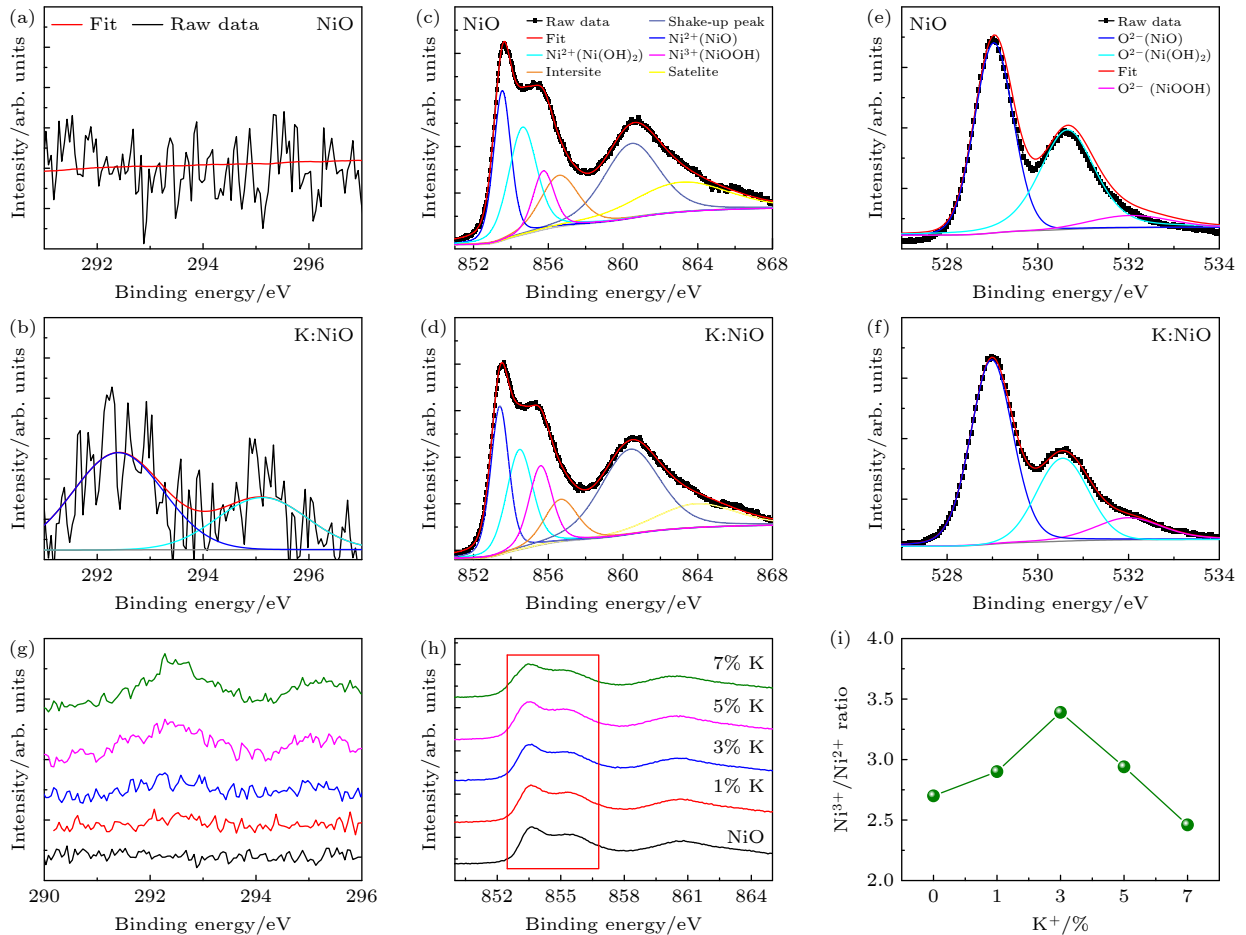 (a)
Fit
Raw data
NiO
Intensity/arb. units
292
294
296
Binding energy/eV
(b)
K:NiO
Intensity/arb. units
292
294
296
Binding energy/eV
(c)
NiO
Raw data
Fit
Ni²⁺(Ni(OH)₂)
Intersite
Shake-up peak
Ni²⁺(NiO)
Ni³⁺(NiOOH)
Satelite
Intensity/arb. units
852
856
860
864
868
Binding energy/eV
(d)
K:NiO
Intensity/arb. units
852
856
860
864
868
Binding energy/eV
(e)
NiO
Raw data
O²⁻(NiO)
O²⁻(Ni(OH)₂)
Fit
O²⁻ (NiOOH)
Intensity/arb. units
528
530
532
534
Binding energy/eV
(f)
K:NiO
Intensity/arb. units
528
530
532
534
Binding energy/eV
(g)
Intensity/arb. units
290
292
294
296
Binding energy/eV
(h)
7% K
5% K
3% K
1% K
NiO
Intensity/arb. units
852
855
858
861
864
Binding energy/eV
(i)
Ni³⁺/Ni²⁺ ratio
4.0
3.5
3.0
2.5
2.0
0
1
3
5
7
K⁺/%